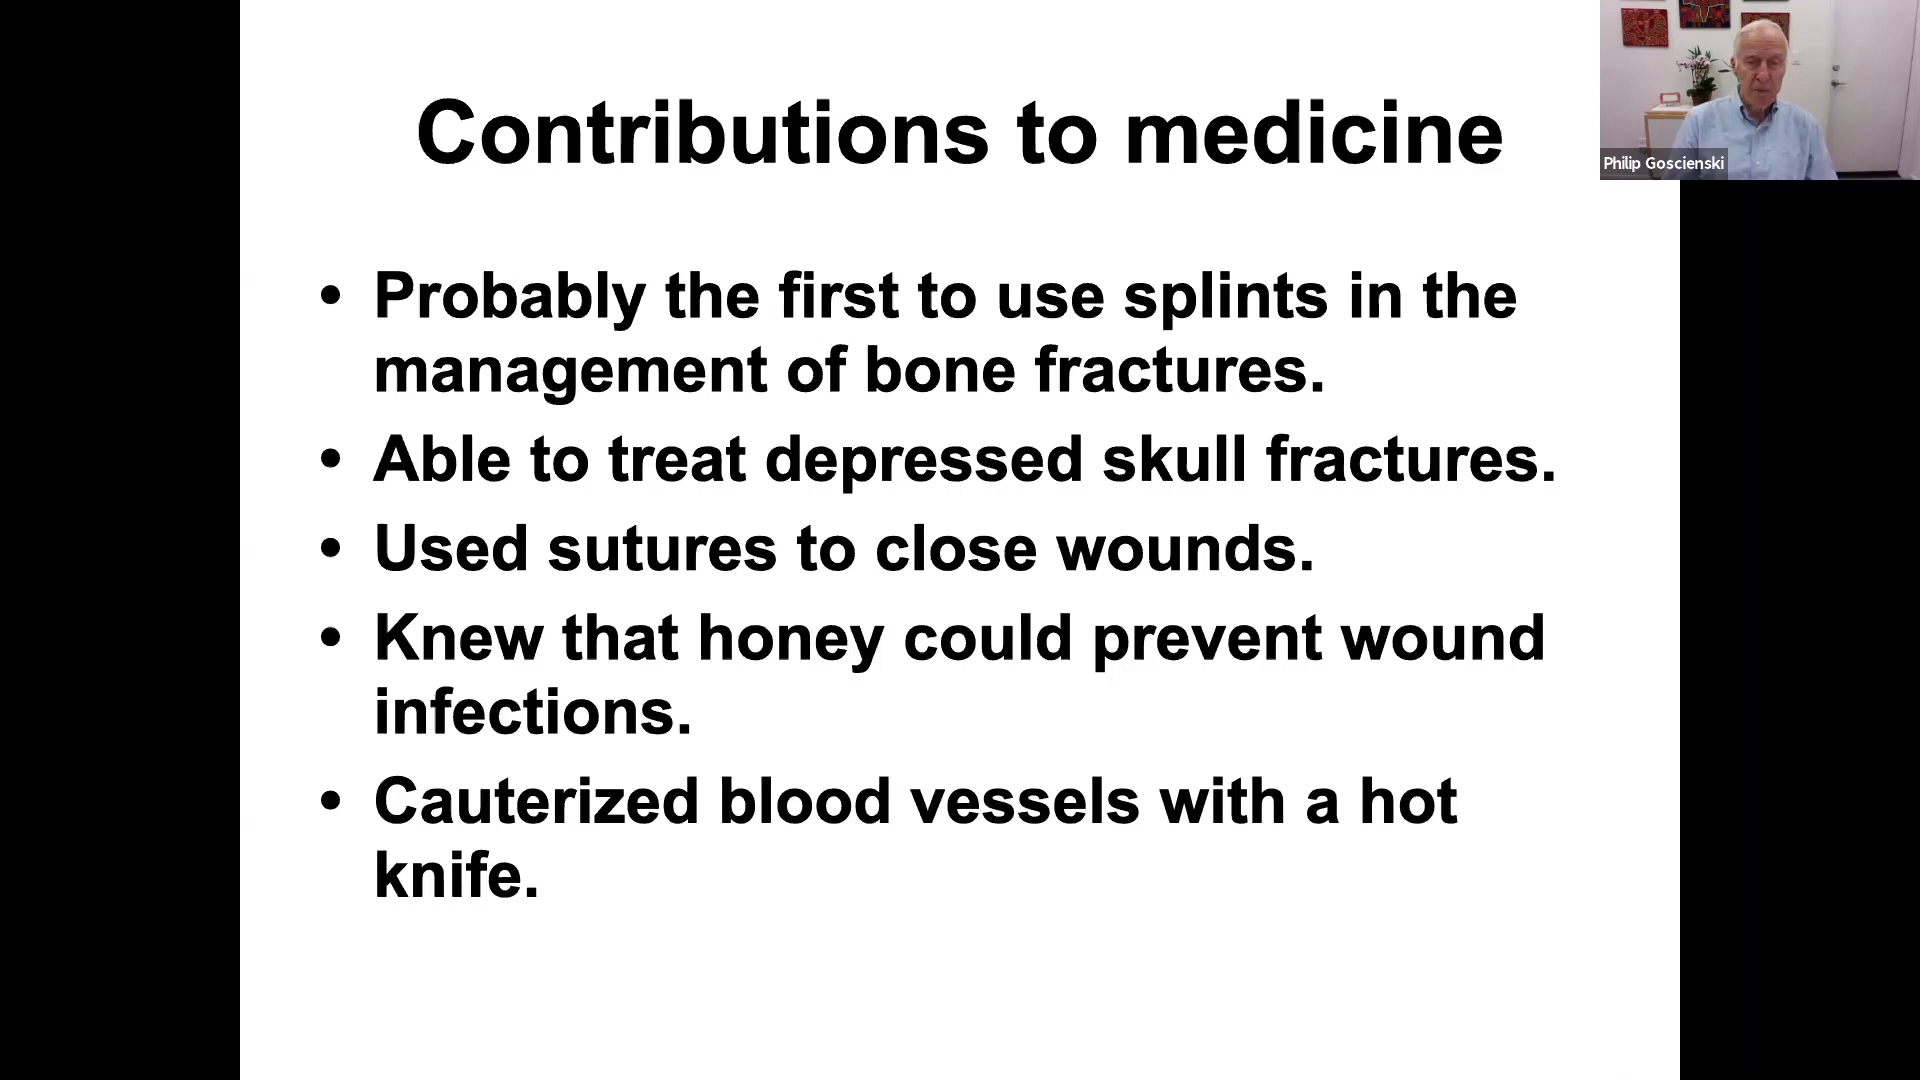 Contributions to medicine
Philip Goscienski
• Probably the first to use splints in the
management of bone fractures.
• Able to treat depressed skull fractures.
• Used sutures to close wounds.
• Knew that honey could prevent wound
infections.
• Cauterized blood vessels with a hot
knife.